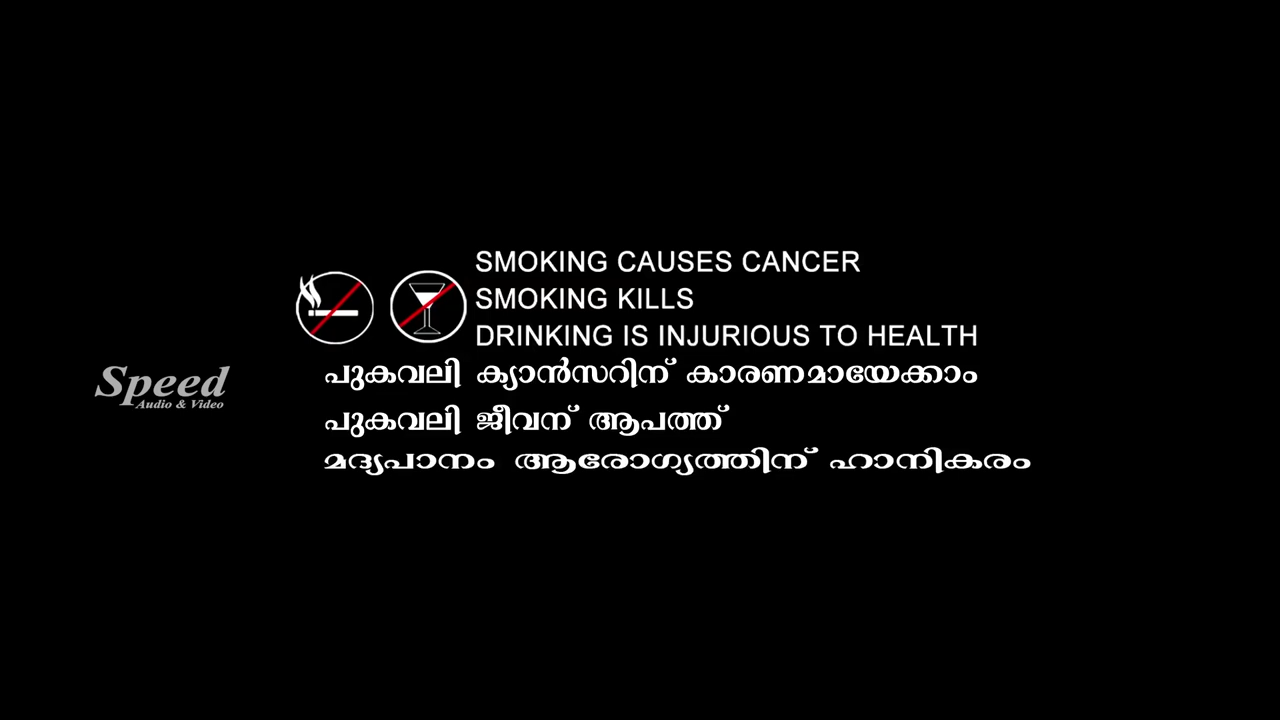 SMOKING CAUSES CANCER
SMOKING KILLS
DRINKING IS INJURIOUS TO HEALTH
പുകവലി ക്യാൻസറിന് കാരണമായേക്കാം
പുകവലി ജീവന് ആപത്ത്
മദ്യപാനം ആരോഗ്യത്തിന് ഹാനികരം
Speed
Audio & Video